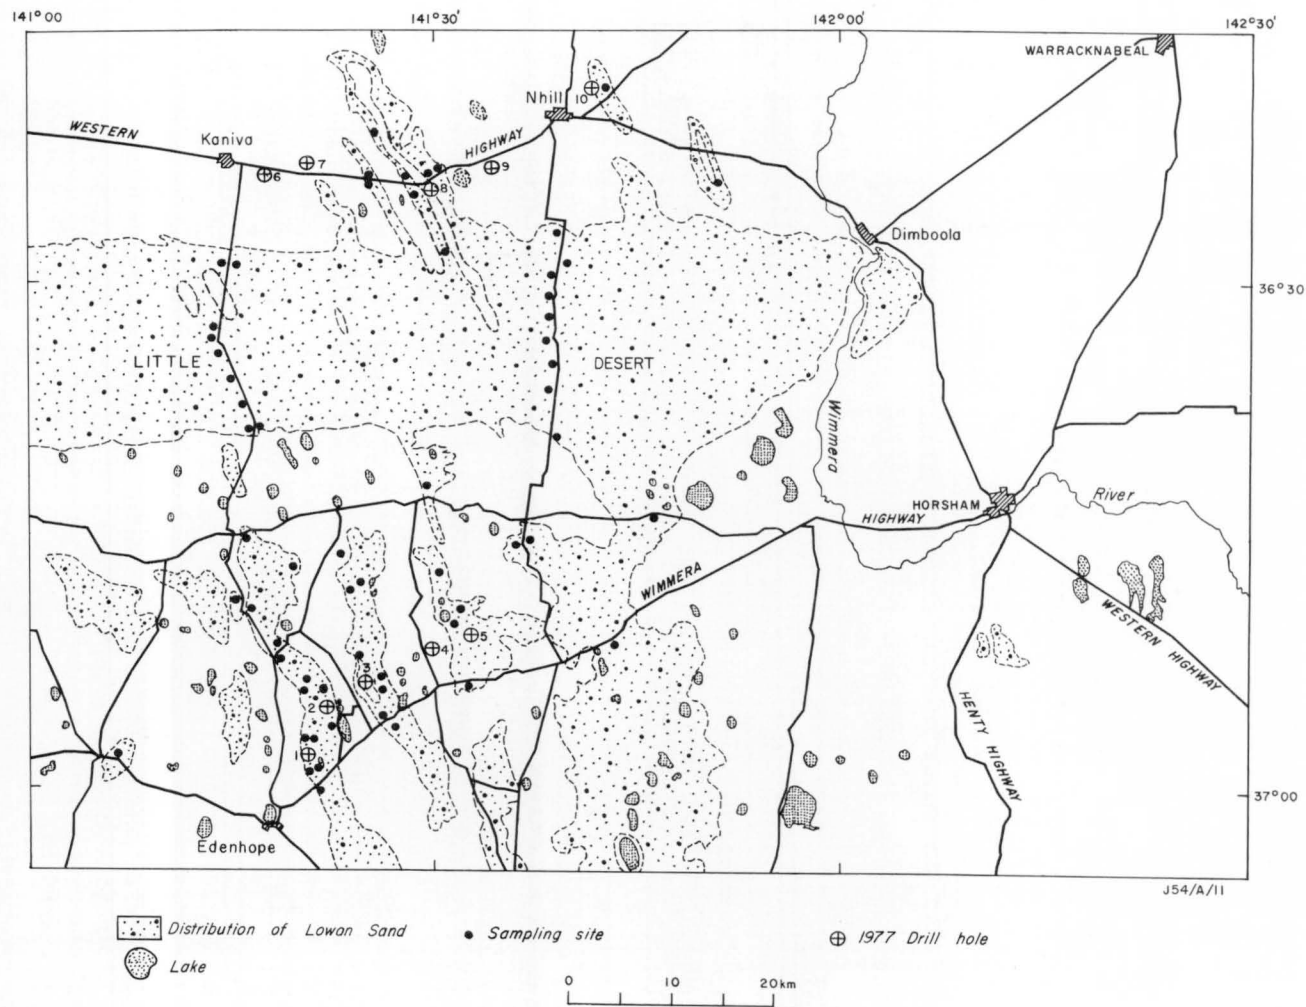 141°00
141°30'
142°00
142°30'
WARRACKNABEAL
Nhill
10
WESTERN
HIGHWAY
Kaniva
7
6
9
8
Dimboola
36°30
LITTLE
DESERT
Wimmera
HORSHAM
HIGHWAY
River
WIMMERA
WESTERN HIGHWAY
5
4
3
2
1
HENTY HIGHWAY
37°00
Edenhope
J54/A/11
Distribution of Lowan Sand
Sampling site
1977 Drill hole
Lake
0 10 20km